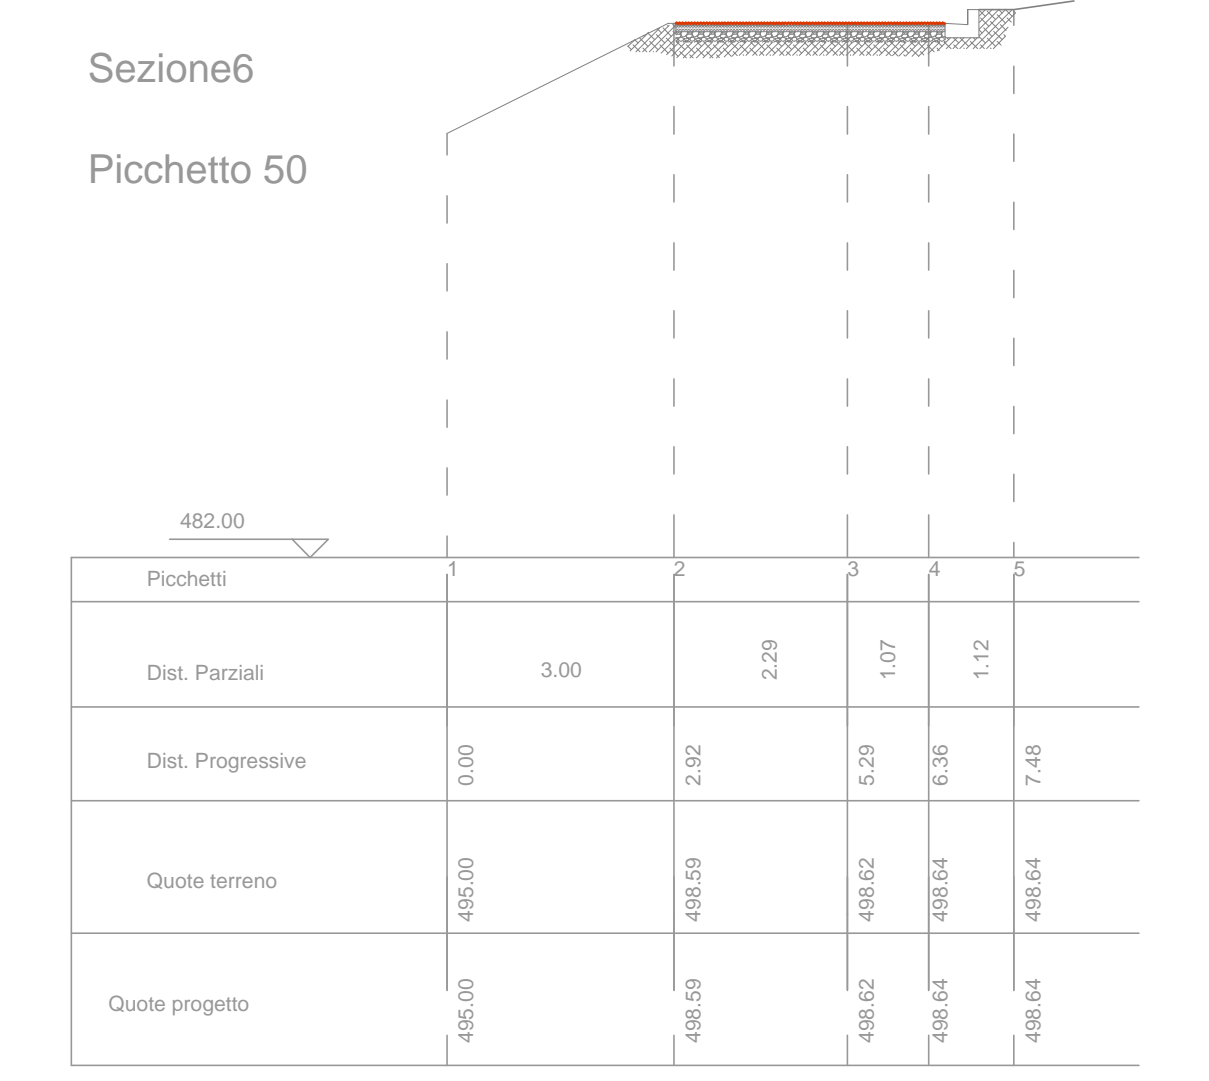 Sezione6
Picchetto 50
482.00
Picchetti 1 2 3 4 5
Dist. Parziali 3.00 2.29 1.07 1.12
Dist. Progressive 0.00 2.92 5.29 6.36 7.48
Quote terreno 495.00 498.59 498.62 498.64 498.64
Quote progetto 495.00 498.59 498.62 498.64 498.64